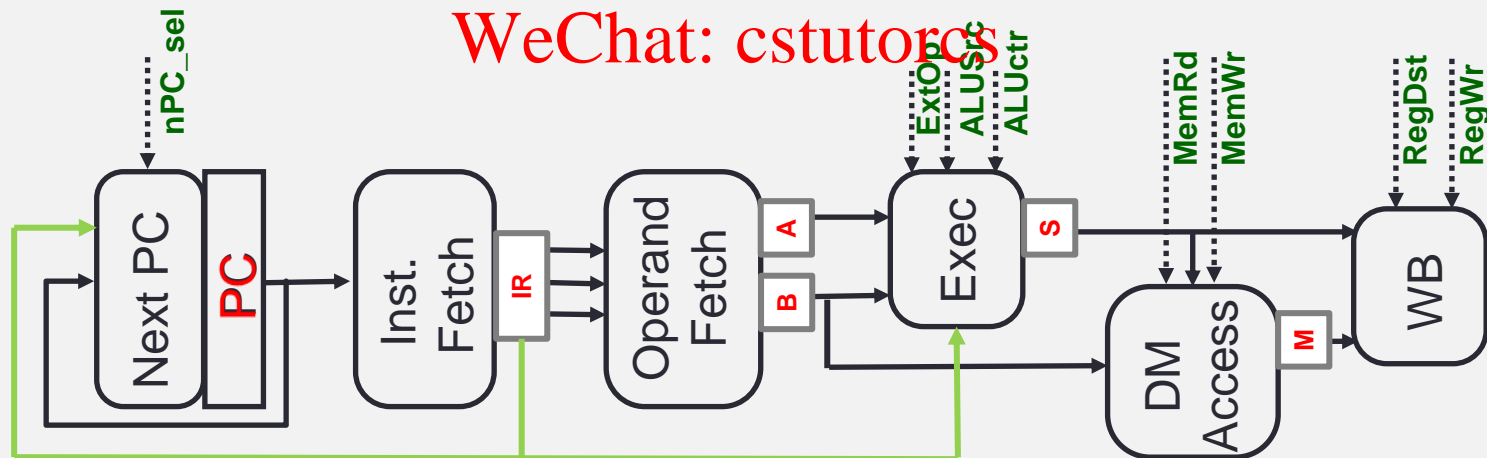 WeChat: cstutorcs
nPC_sel
ExtOp
ALUSrc
ALUctr
MemRd
MemWr
RegDst
RegWr
Next PC
PC
Inst.
Fetch
IR
Operand
Fetch
A
B
Exec
S
DM
Access
M
WB